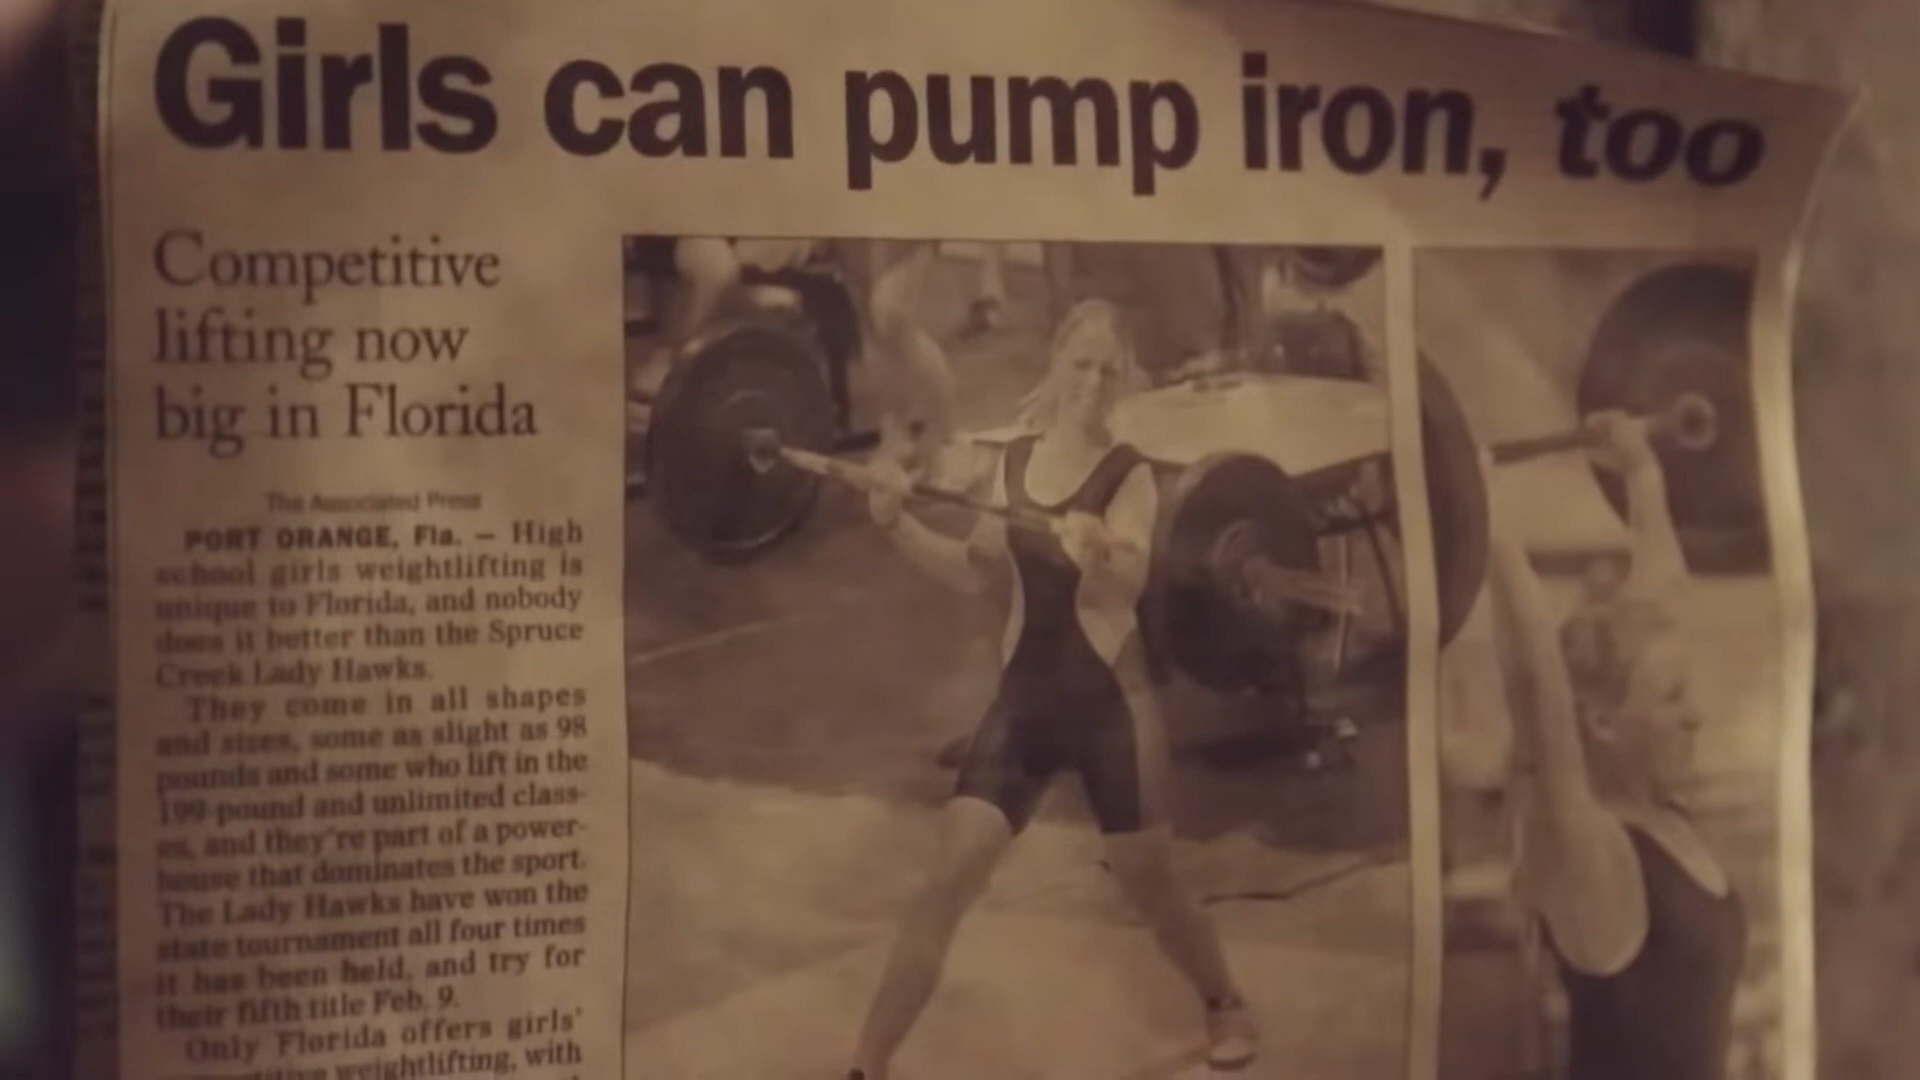 Girls can pump iron, too
Competitive
lifting now
big in Florida
The Associated Press
PORT ORANGE, Fla. — High
school girls weightlifting is
unique to Florida, and nobody
does it better than the Spruce
Creek Lady Hawks.
They come in all shapes
and sizes, some as slight as 98
pounds and some who lift in the
199-pound and unlimited class-
es, and they're part of a power-
house that dominates the sport.
The Lady Hawks have won the
state tournament all four times
it has been held, and try for
their fifth title Feb. 9.
Only Florida offers girls'
weightlifting, with